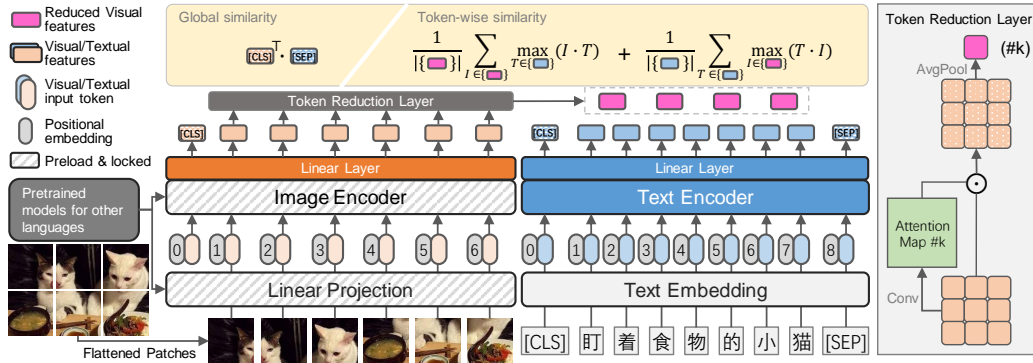 Reduced Visual
features
Visual/Textual
features
Visual/Textual
input token
Positional
embedding
Preload & locked
Pretrained
models for other
languages
Global similarity
Token-wise similarity
[CLS]ᵀ · [SEP]
1/|{ }| ∑ I∈{ } max T∈{ } (I · T) + 1/|{ }| ∑ T∈{ } max I∈{ } (T · I)
Token Reduction Layer
[CLS]
[CLS]
[SEP]
Linear Layer
Linear Layer
Image Encoder
Text Encoder
0 1 2 3 4 5 6
0 1 2 3 4 5 6 7 8
Linear Projection
Text Embedding
Flattened Patches
[CLS] 盯 着 食 物 的 小 猫 [SEP]
Token Reduction Layer
(#k)
AvgPool
Attention
Map #k
Conv